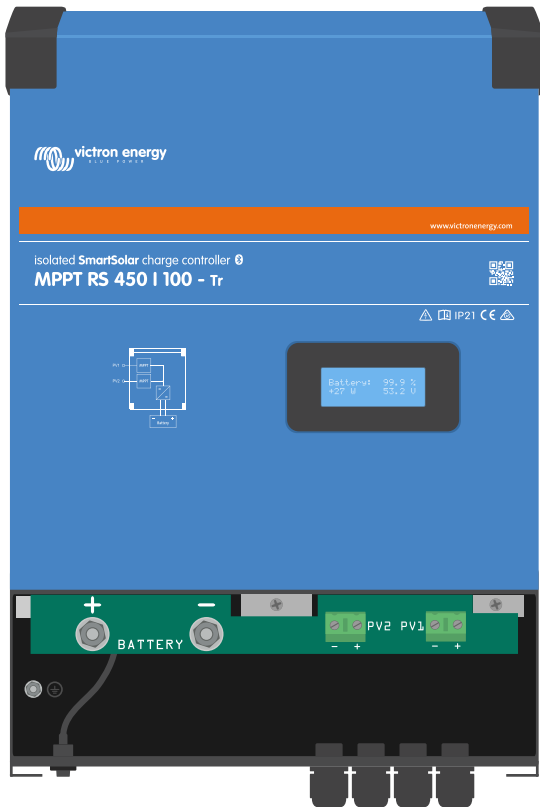 victron energy
BLUE POWER
www.victronenergy.com
isolated SmartSolar charge controller
MPPT RS 450 | 100 - Tr
IP21 CE
PV1
MPPT
PV2
MPPT
- +
Battery
Battery: 99.9 %
+27 W 53.2 V
+ -
BATTERY
PV2 PV1
- + - +